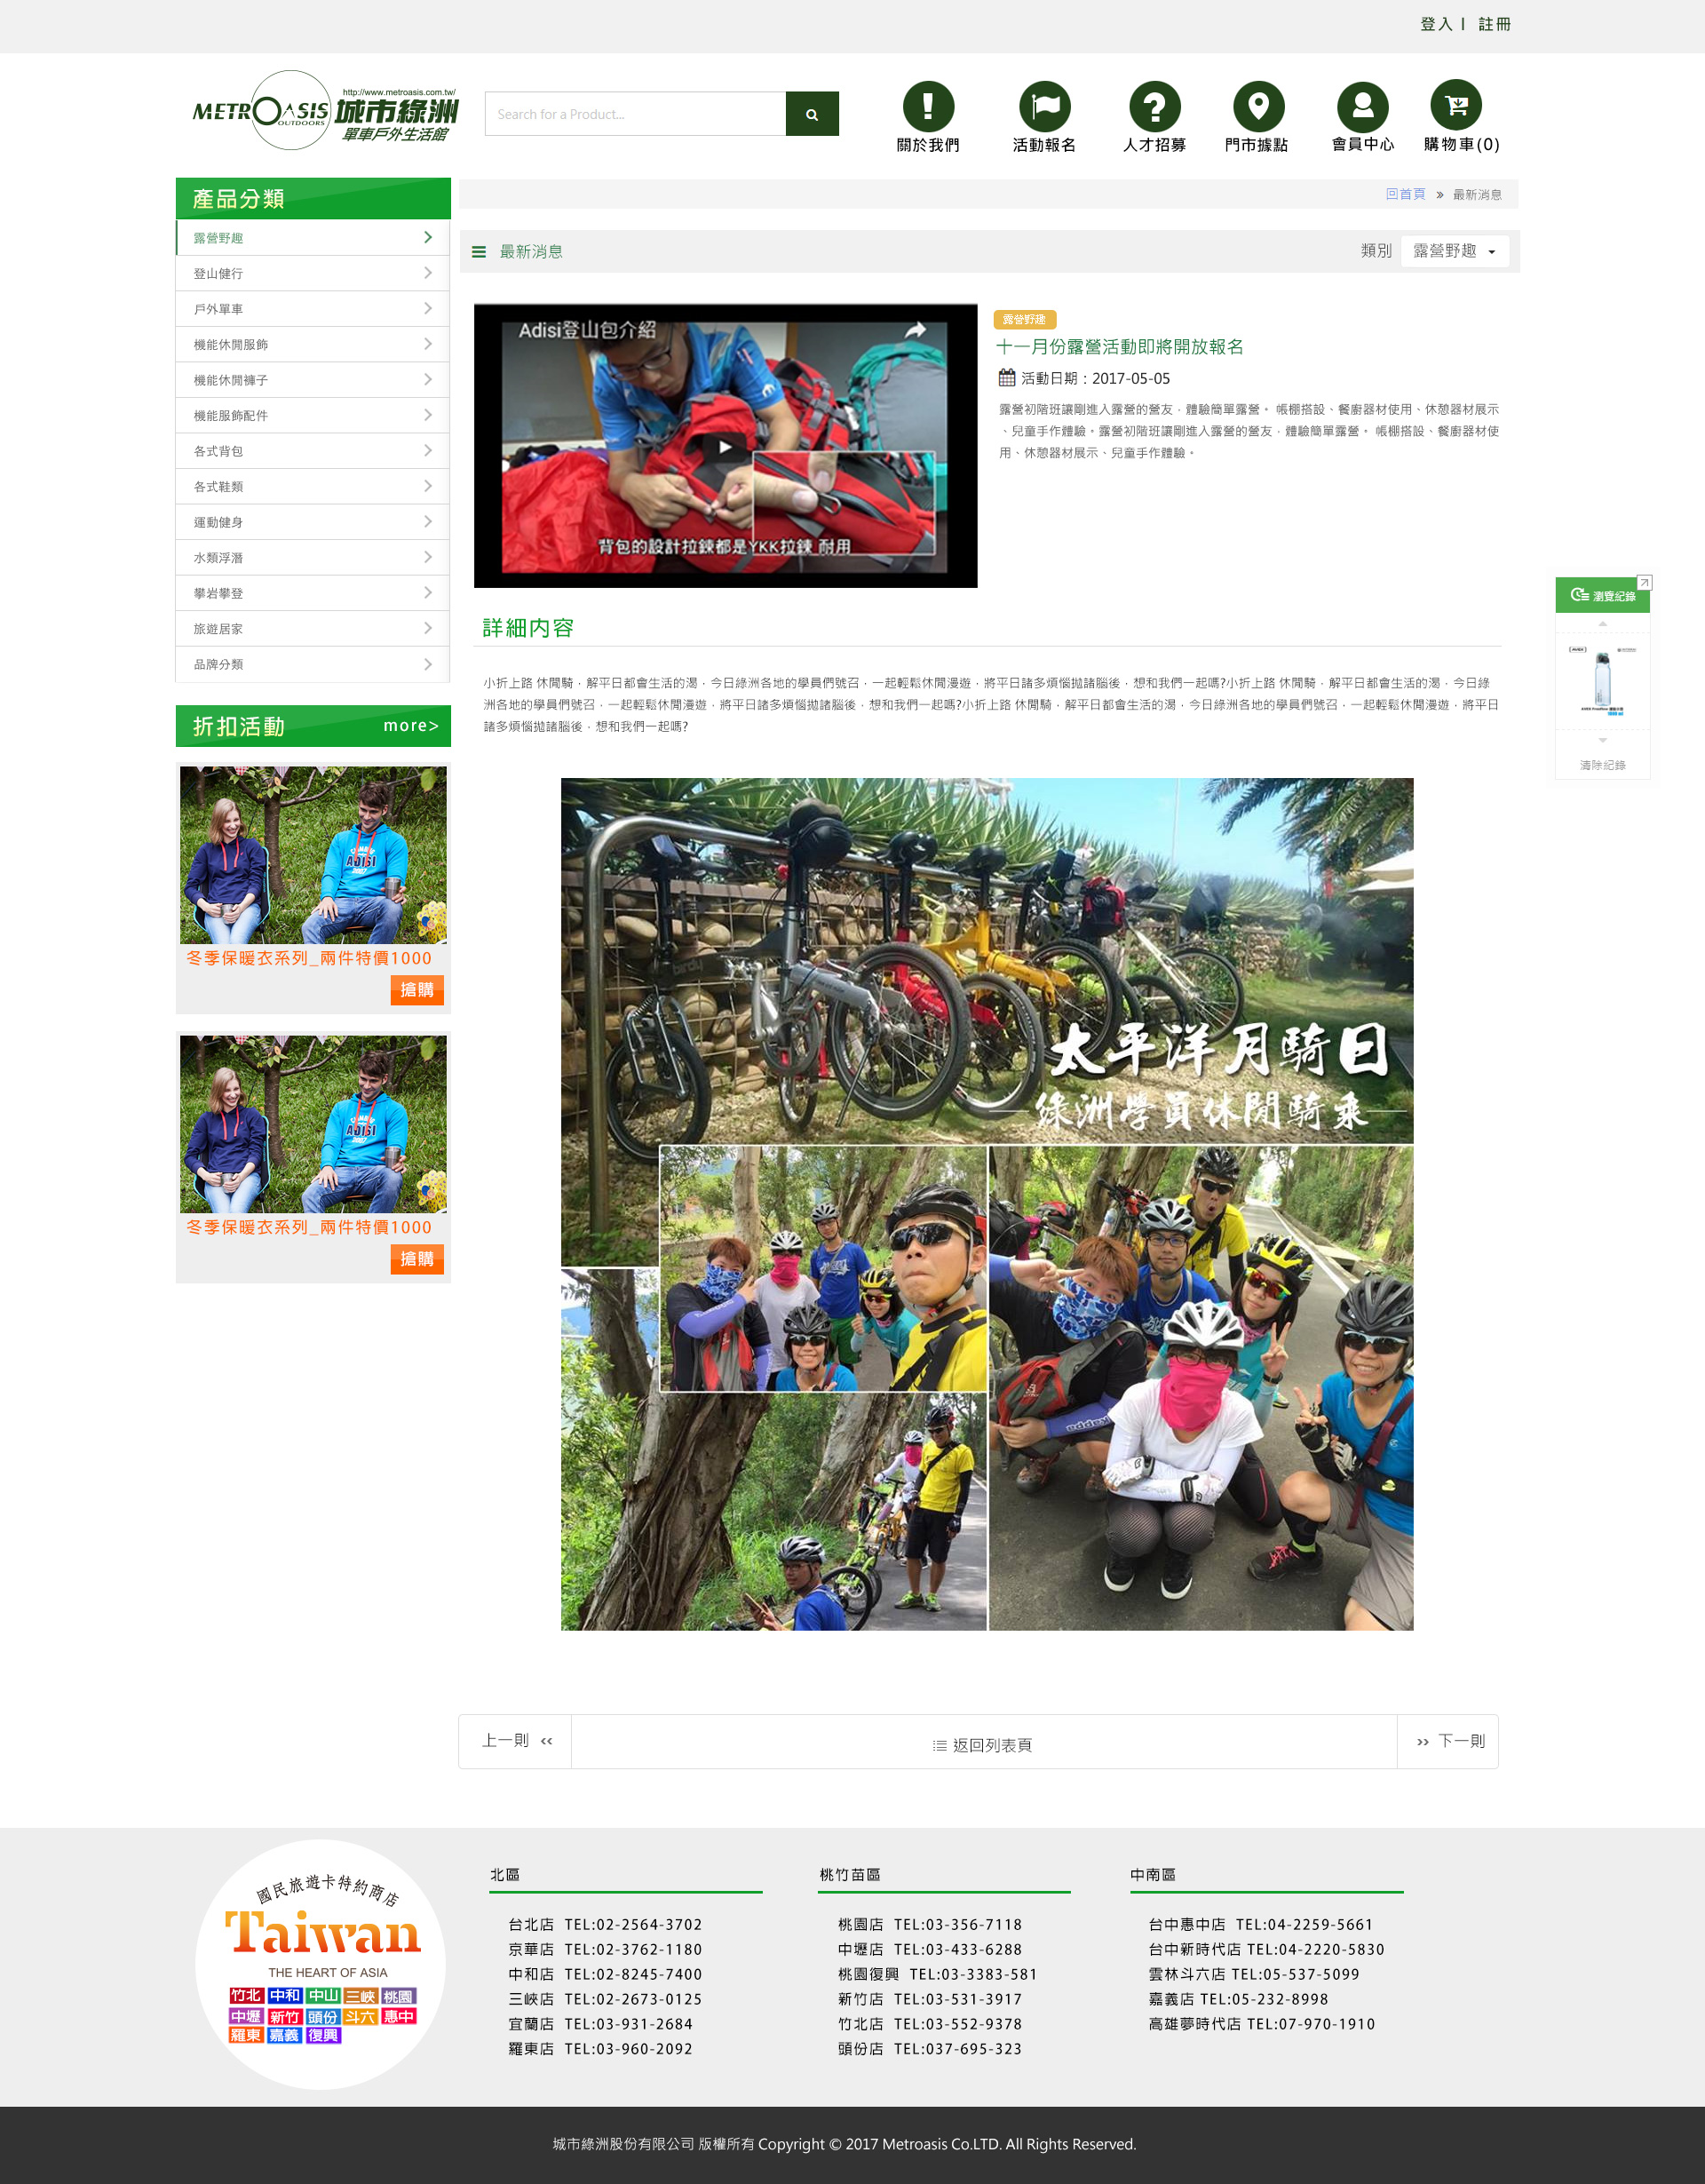 登入 | 註冊
http://www.metroasis.com.tw/
METROASIS 城市綠洲
OUTDOORS 單車戶外生活館
Search for a Product...
關於我們 活動報名 人才招募 門市據點 會員中心 購物車(0)
產品分類
露營野趣
登山健行
戶外單車
機能休閒服飾
機能休閒褲子
機能服飾配件
各式背包
各式鞋類
運動健身
水類浮潛
攀岩攀登
旅遊居家
品牌分類
折扣活動 more>
ADISI
冬季保暖衣系列_兩件特價1000
搶購
ADISI
冬季保暖衣系列_兩件特價1000
搶購
回首頁 » 最新消息
最新消息 類別 露營野趣
Adisi登山包介紹
背包的設計拉鍊都是YKK拉鍊 耐用
露營野趣
十一月份露營活動即將開放報名
活動日期：2017-05-05
露營初階班讓剛進入露營的營友，體驗簡單露營。 帳棚搭設、餐廚器材使用、休憩器材展示
、兒童手作體驗。露營初階班讓剛進入露營的營友，體驗簡單露營。 帳棚搭設、餐廚器材使
用、休憩器材展示、兒童手作體驗。
詳細內容
小折上路 休閒騎，解平日都會生活的渴，今日綠洲各地的學員們號召，一起輕鬆休閒漫遊，將平日諸多煩惱拋諸腦後，想和我們一起嗎?小折上路 休閒騎，解平日都會生活的渴，今日綠
洲各地的學員們號召，一起輕鬆休閒漫遊，將平日諸多煩惱拋諸腦後，想和我們一起嗎?小折上路 休閒騎，解平日都會生活的渴，今日綠洲各地的學員們號召，一起輕鬆休閒漫遊，將平日
諸多煩惱拋諸腦後，想和我們一起嗎?
太平洋月騎日
綠洲學員休閒騎乘
瀏覽紀錄
清除紀錄
上一則 ‹‹
返回列表頁
›› 下一則
國民旅遊卡特約商店
Taiwan
THE HEART OF ASIA
竹北 中和 中山 三峽 桃園
中壢 新竹 頭份 斗六 惠中
羅東 嘉義 復興
北區
台北店 TEL:02-2564-3702
京華店 TEL:02-3762-1180
中和店 TEL:02-8245-7400
三峽店 TEL:02-2673-0125
宜蘭店 TEL:03-931-2684
羅東店 TEL:03-960-2092
桃竹苗區
桃園店 TEL:03-356-7118
中壢店 TEL:03-433-6288
桃園復興 TEL:03-3383-581
新竹店 TEL:03-531-3917
竹北店 TEL:03-552-9378
頭份店 TEL:037-695-323
中南區
台中惠中店 TEL:04-2259-5661
台中新時代店 TEL:04-2220-5830
雲林斗六店 TEL:05-537-5099
嘉義店 TEL:05-232-8998
高雄夢時代店 TEL:07-970-1910
城市綠洲股份有限公司 版權所有 Copyright © 2017 Metroasis Co.LTD. All Rights Reserved.